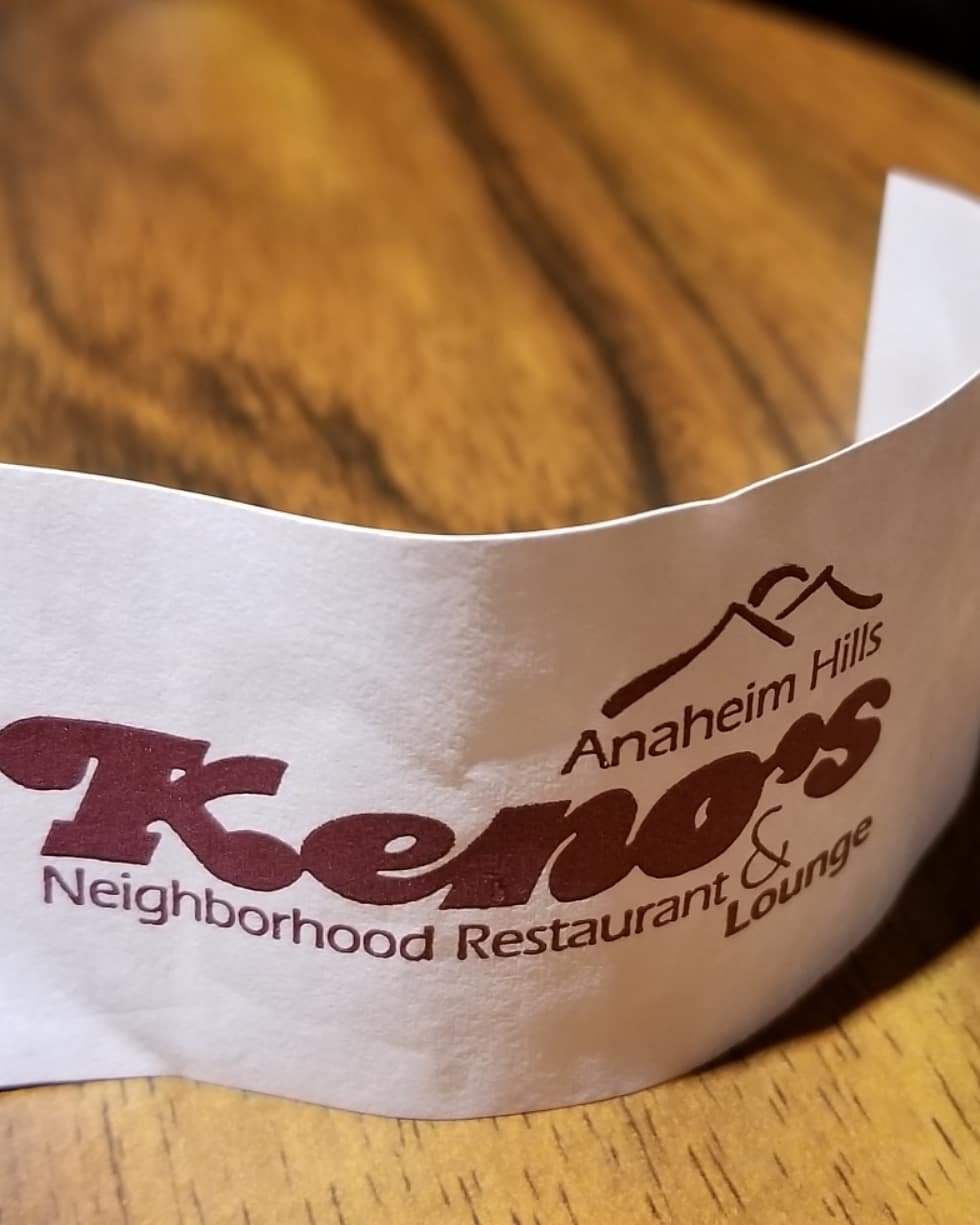 Anaheim Hills
Keno's
Neighborhood Restaurant &
Lounge